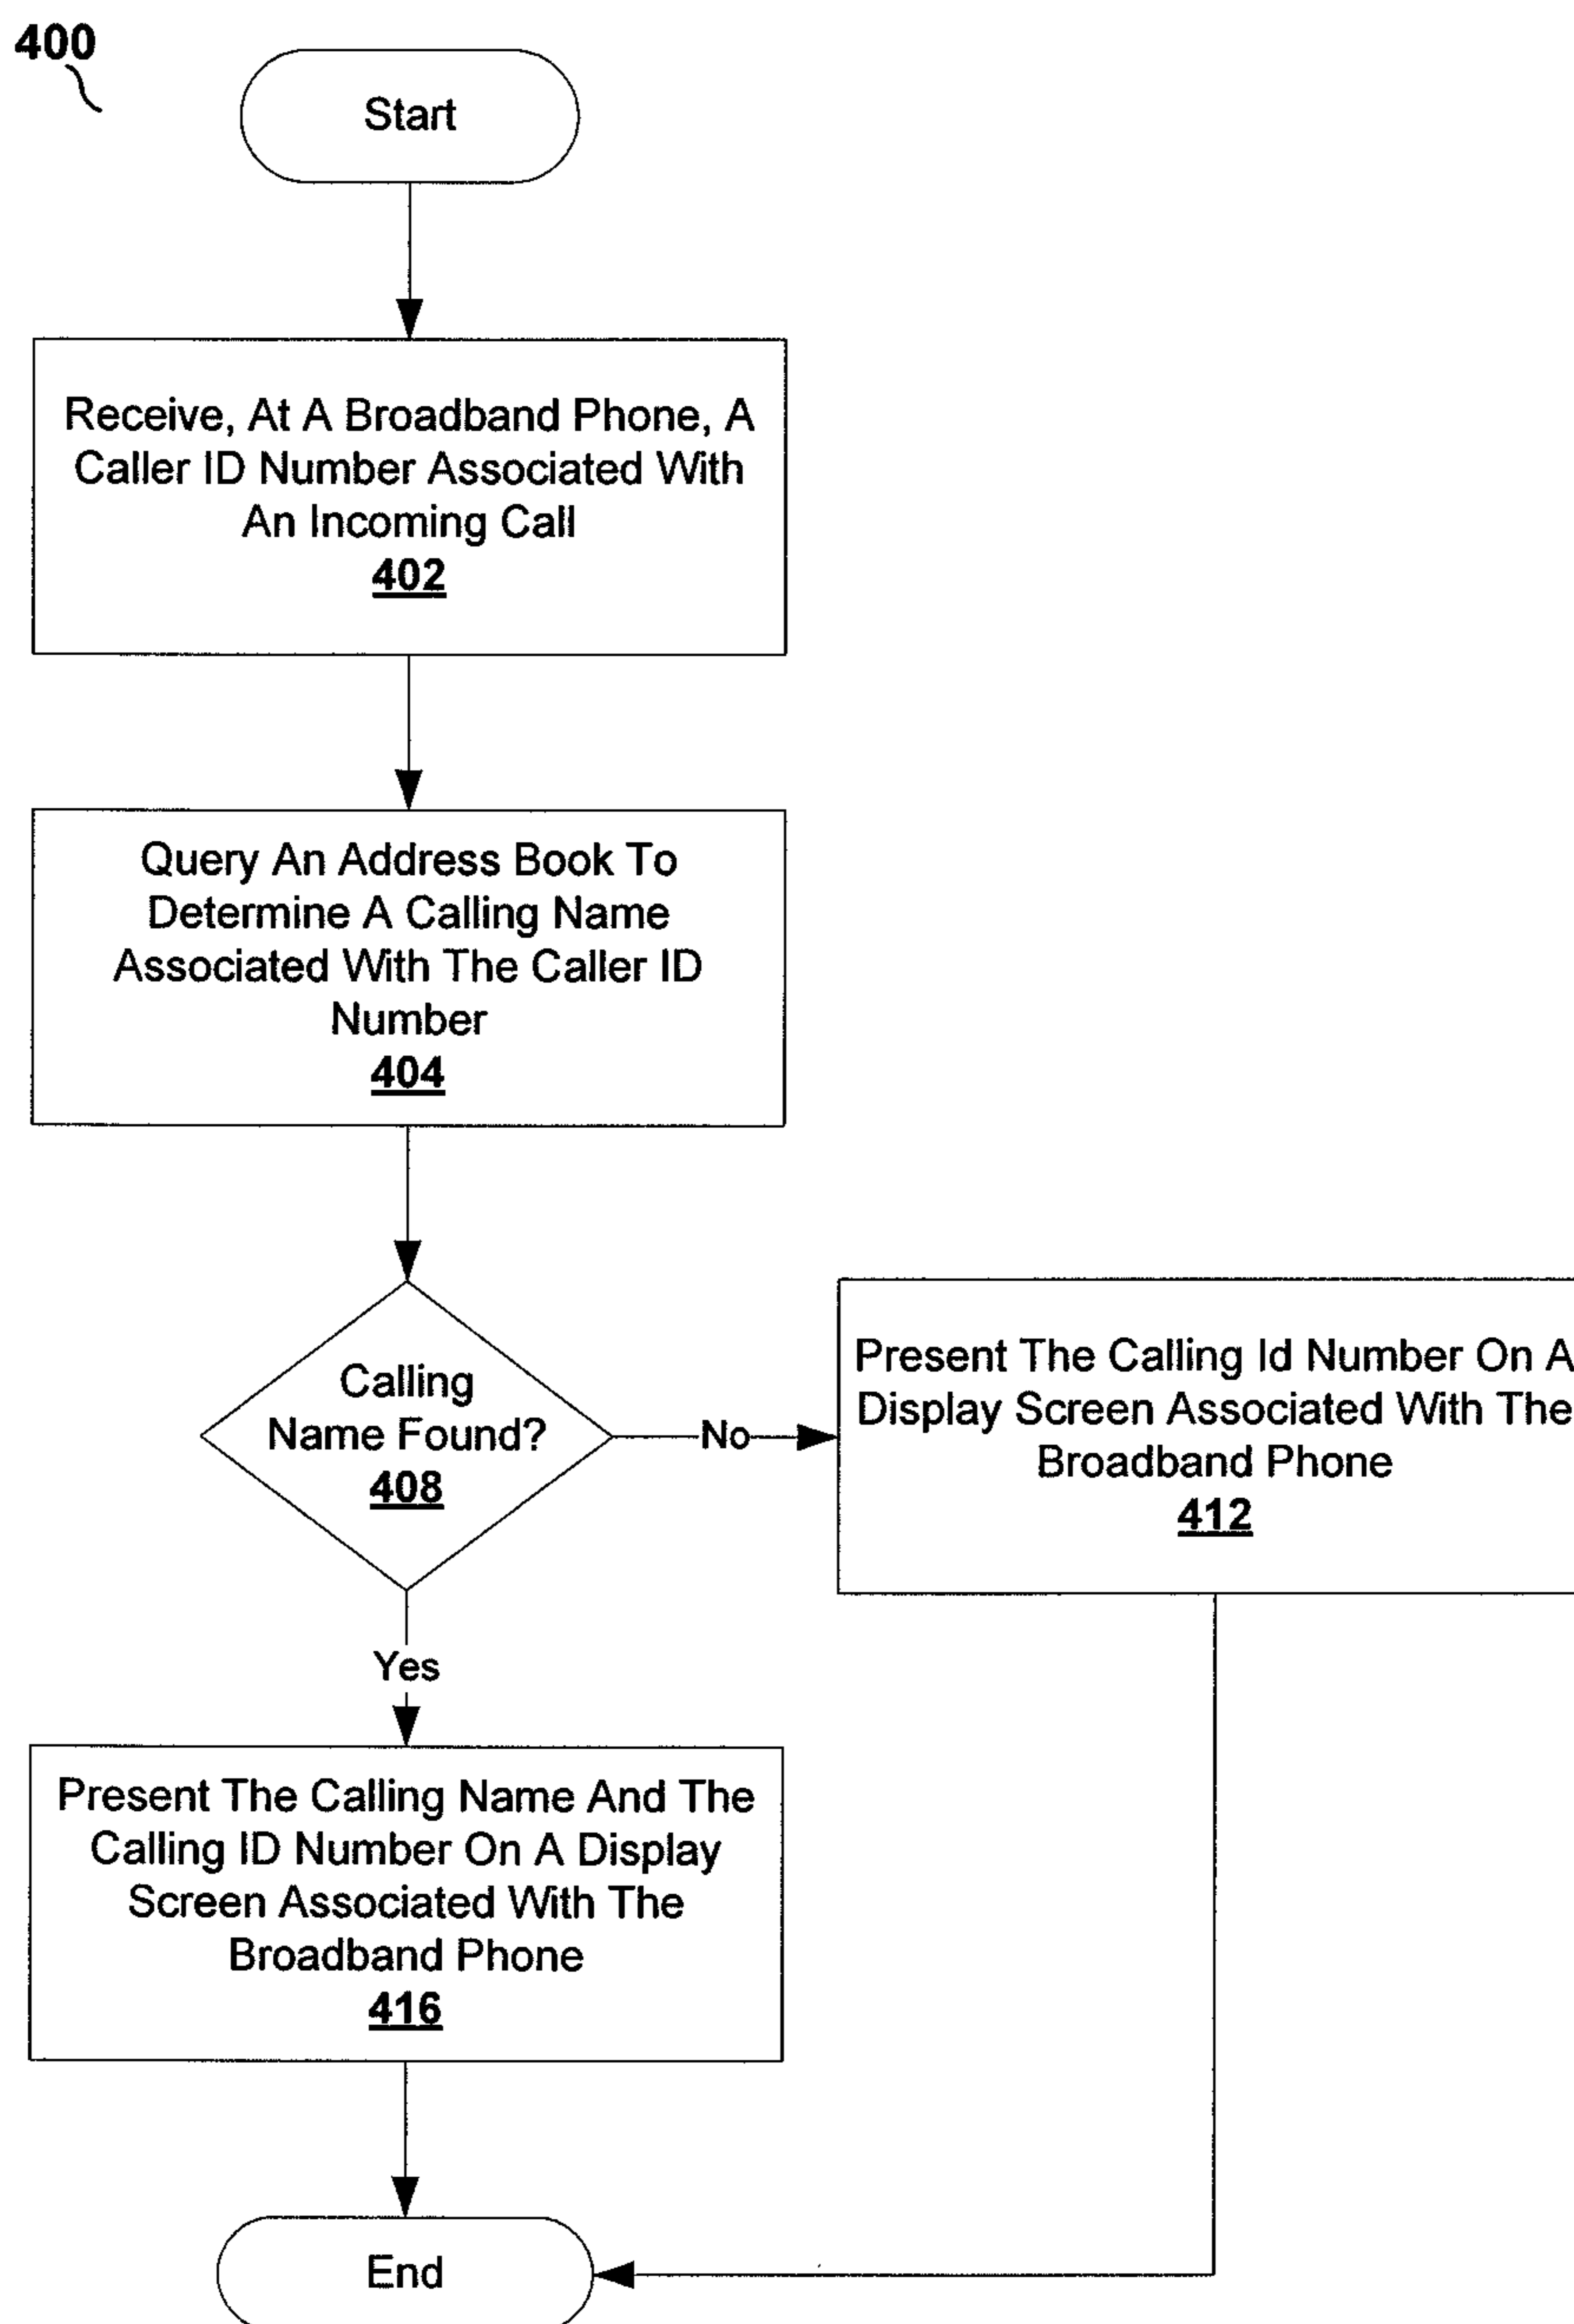 400
Start
Receive, At A Broadband Phone, A
Caller ID Number Associated With
An Incoming Call
402
Query An Address Book To
Determine A Calling Name
Associated With The Caller ID
Number
404
Calling
Name Found?
408
No
Present The Calling Id Number On A
Display Screen Associated With The
Broadband Phone
412
Yes
Present The Calling Name And The
Calling ID Number On A Display
Screen Associated With The
Broadband Phone
416
End